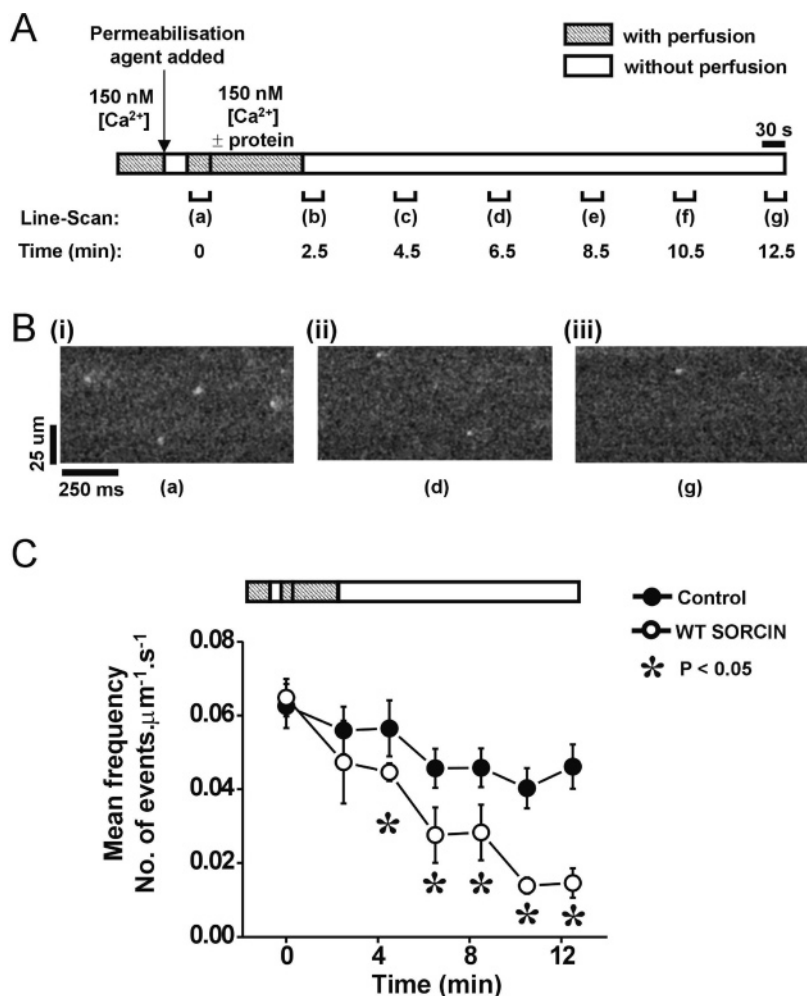 A
Permeabilisation
agent added
with perfusion
without perfusion
150 nM
[Ca²⁺]
150 nM
[Ca²⁺]
± protein
30 s
Line-Scan: (a) (b) (c) (d) (e) (f) (g)
Time (min): 0 2.5 4.5 6.5 8.5 10.5 12.5
B (i) (ii) (iii)
25 um
250 ms
(a) (d) (g)
C
Control
WT SORCIN
* P < 0.05
Mean frequency
No. of events.μm⁻¹.s⁻¹
0.08
0.06
0.04
0.02
0.00
* * * * *
0 4 8 12
Time (min)